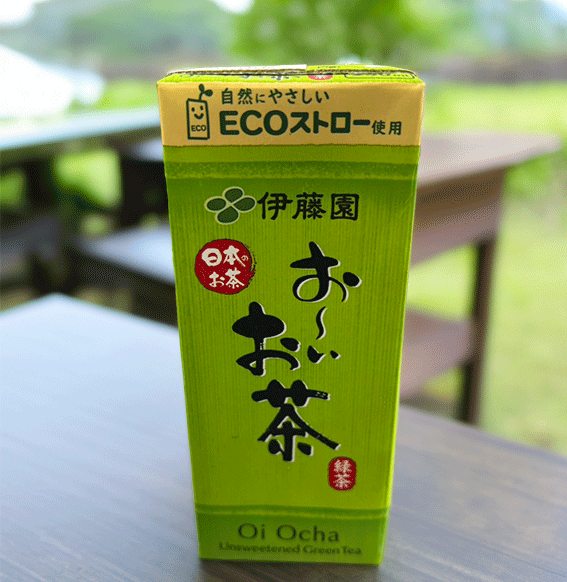 自然にやさしい
ECOストロー使用
ECO
伊藤園
日本の
お茶
お〜い
お茶
緑茶
Oi Ocha
Unsweetened Green Tea